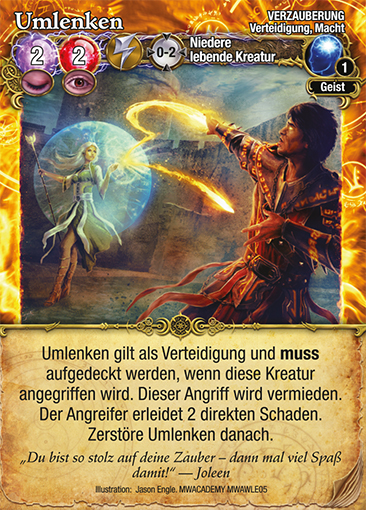 Umlenken
VERZAUBERUNG
Verteidigung, Macht
2 2 0-2 Niedere
lebende Kreatur
1
Geist
Umlenken gilt als Verteidigung und muss
aufgedeckt werden, wenn diese Kreatur
angegriffen wird. Dieser Angriff wird vermieden.
Der Angreifer erleidet 2 direkten Schaden.
Zerstöre Umlenken danach.
„Du bist so stolz auf deine Zauber – dann mal viel Spaß
damit!“ — Joleen
Illustration: Jason Engle. MWACADEMY MWAWLE05